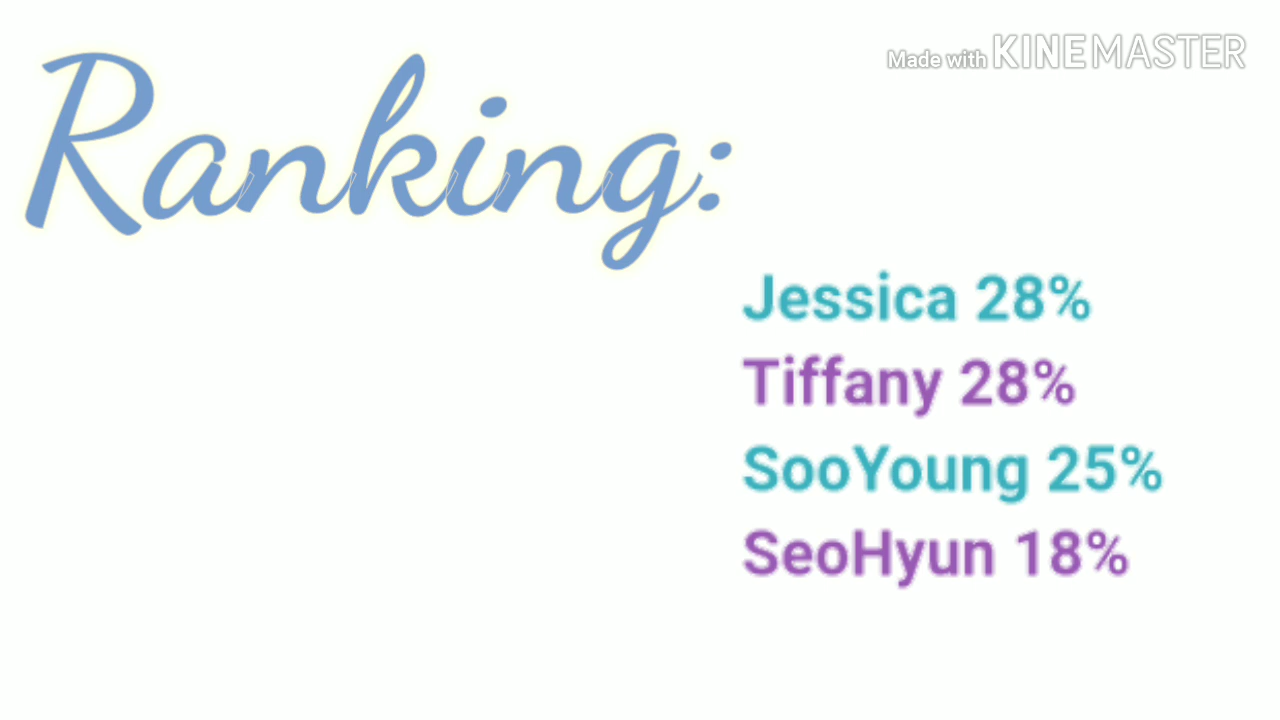 Made with KINEMASTER
Ranking:
Jessica 28%
Tiffany 28%
SooYoung 25%
SeoHyun 18%